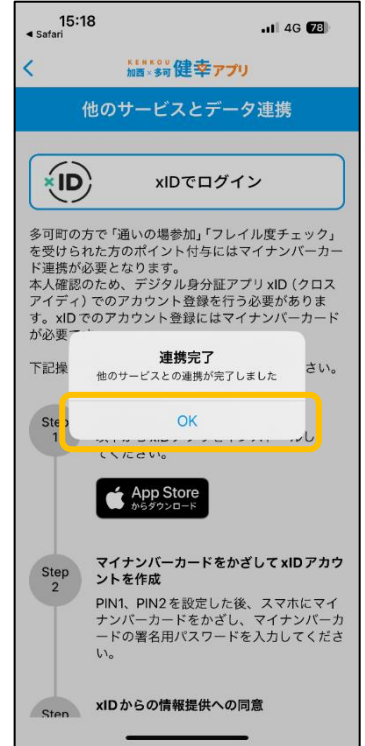 15:18
◀ Safari
4G 78
KENKOU
加西×多可 健幸アプリ
他のサービスとデータ連携
×ID
xIDでログイン
多可町の方で「通いの場参加」「フレイル度チェック」
を受けられた方のポイント付与にはマイナンバーカー
ド連携が必要となります。
本人確認のため、デジタル身分証アプリ xID（クロス
アイディ）でのアカウント登録を行う必要がありま
す。xIDでのアカウント登録にはマイナンバーカード
が必要
連携完了
他のサービスとの連携が完了しました
下記操
さい。
OK
Step
1
てください。
App Store
からダウンロード
Step
2
マイナンバーカードをかざして xID アカウ
ントを作成
PIN1、PIN2を設定した後、スマホにマイ
ナンバーカードをかざし、マイナンバーカ
ードの署名用パスワードを入力してくださ
い。
Step
xID からの情報提供への同意